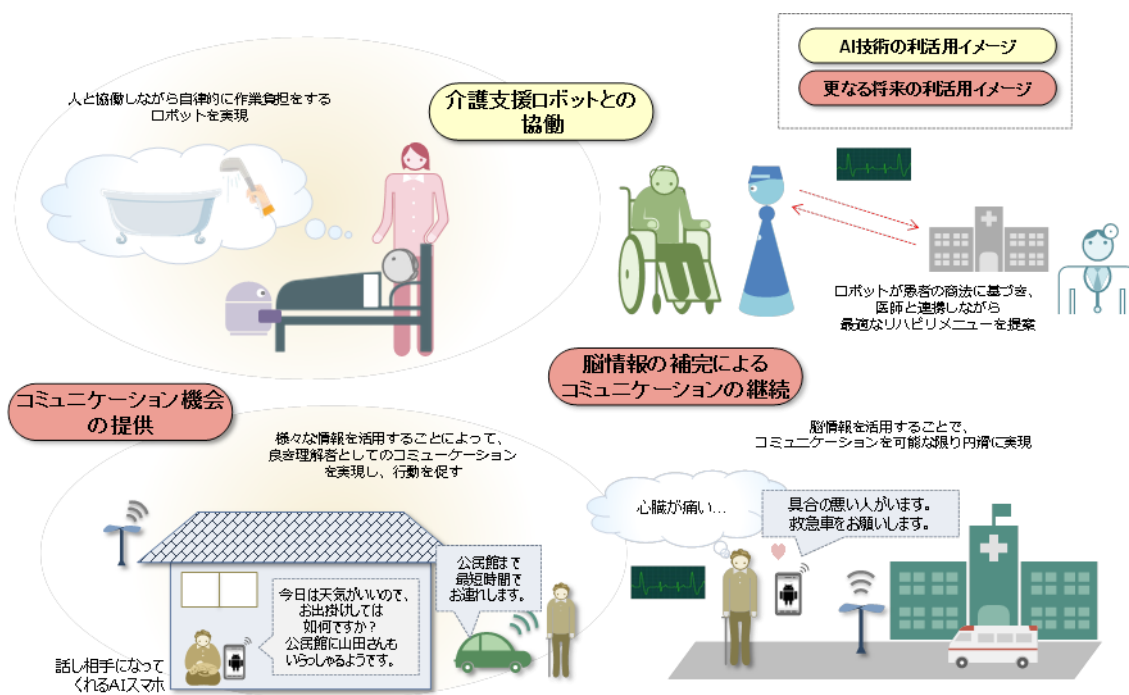 AI技術の利活用イメージ
更なる将来の利活用イメージ
人と協働しながら自律的に作業負担をする
ロボットを実現
介護支援ロボットとの
協働
ロボットが患者の商法に基づき、
医師と連携しながら
最適なリハビリメニューを提案
コミュニケーション機会
の提供
脳情報の補完による
コミュニケーションの継続
様々な情報を活用することによって、
良き理解者としてのコミューケーション
を実現し、行動を促す
脳情報を活用することで、
コミュニケーションを可能な限り円滑に実現
心臓が痛い…
具合の悪い人がいます。
救急車をお願いします。
公民館まで
最短時間で
お連れします。
今日は天気がいいので、
お出掛けしては
如何ですか?
公民館に山田さんも
いらっしゃるようです。
話し相手になって
くれるAIスマホ